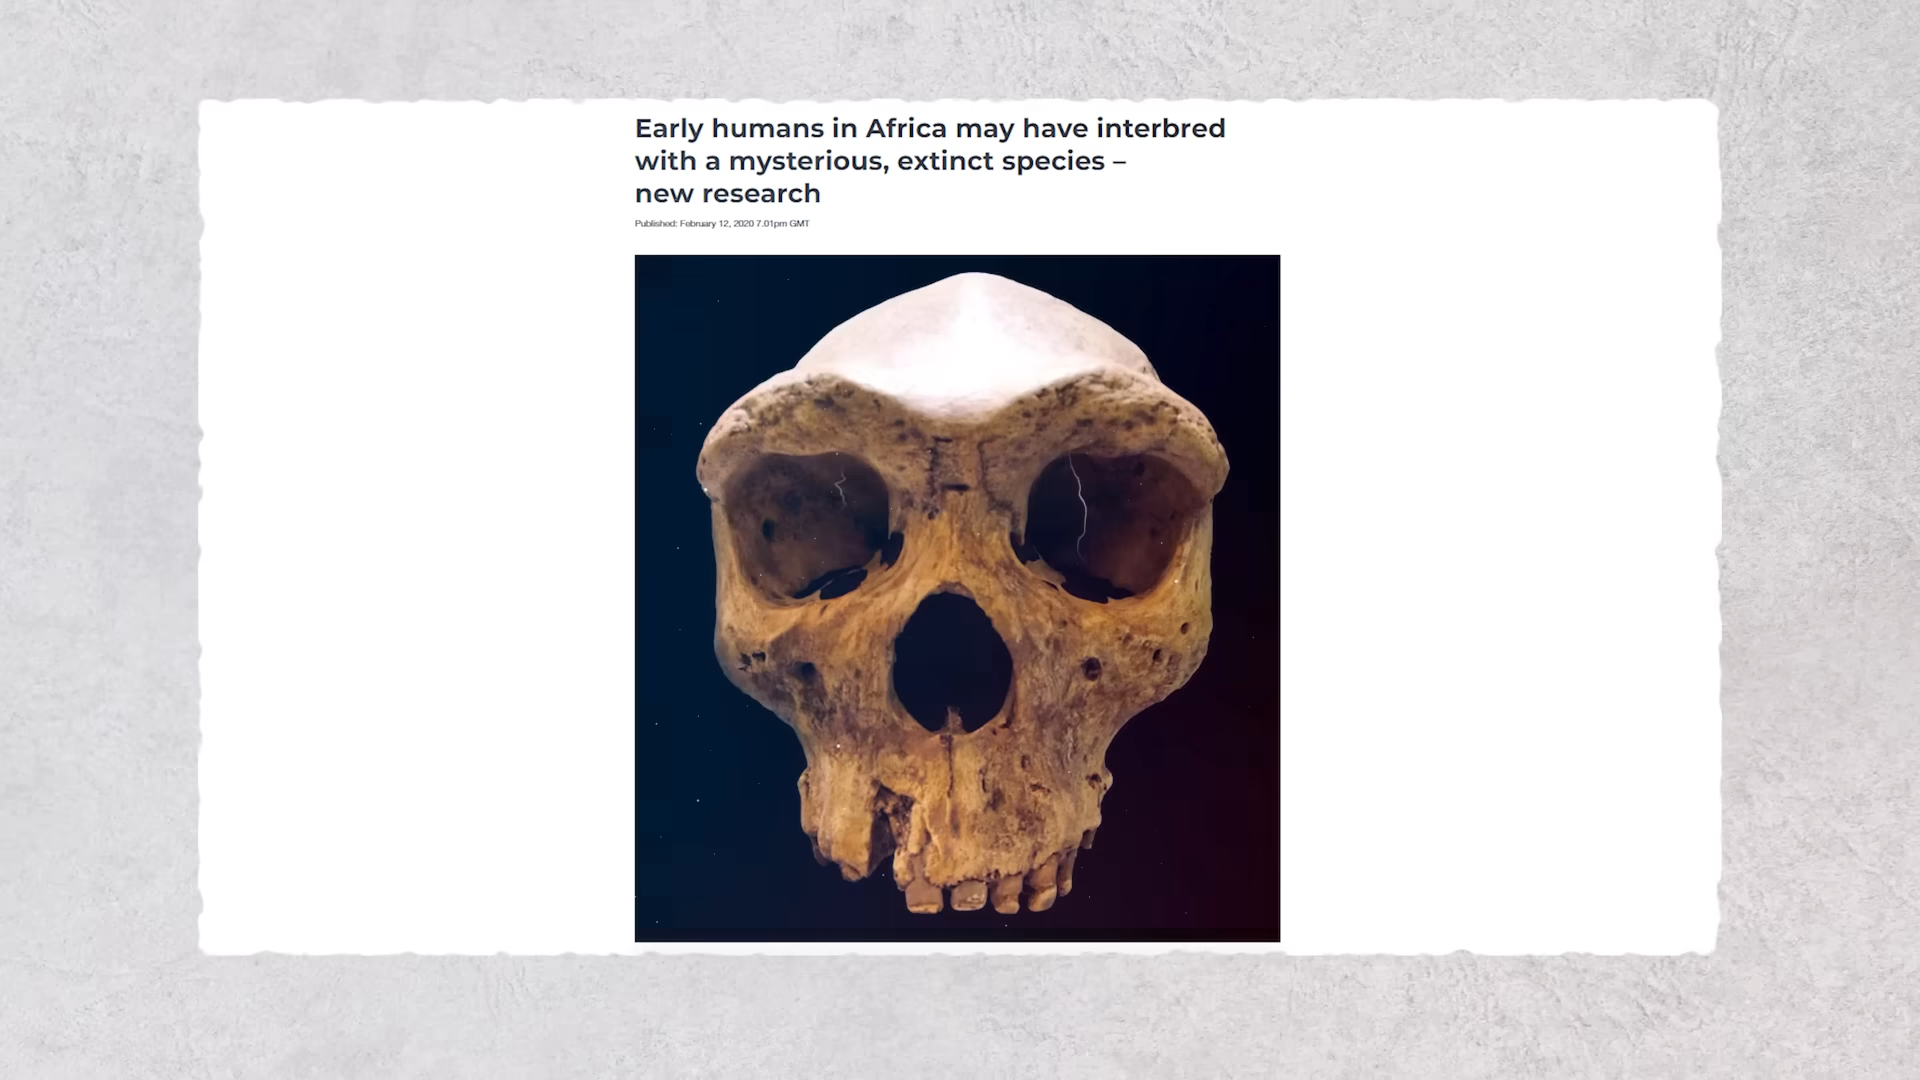 Early humans in Africa may have interbred
with a mysterious, extinct species –
new research
Published: February 12, 2020 7.01pm GMT